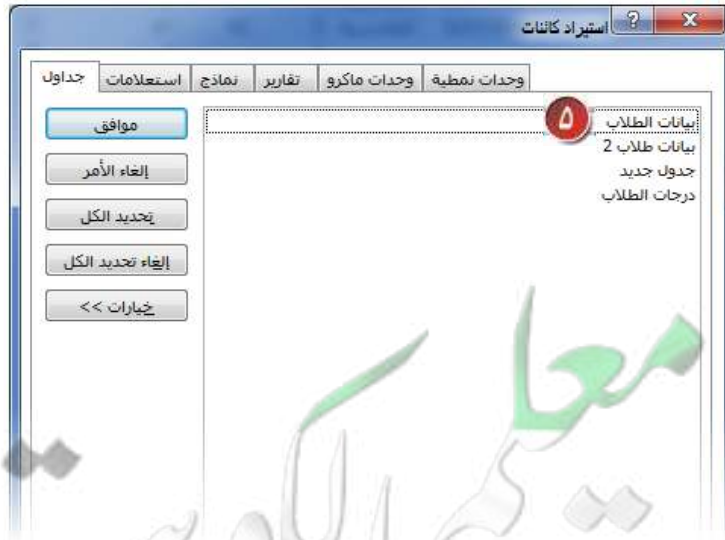 استيراد كائنات
جداول استعلامات نماذج تقارير وحدات ماكرو وحدات نمطية
٥
بيانات الطلاب
بيانات طلاب 2
جدول جديد
درجات الطلاب
موافق
إلغاء الأمر
تحديد الكل
إلغاء تحديد الكل
خيارات >>